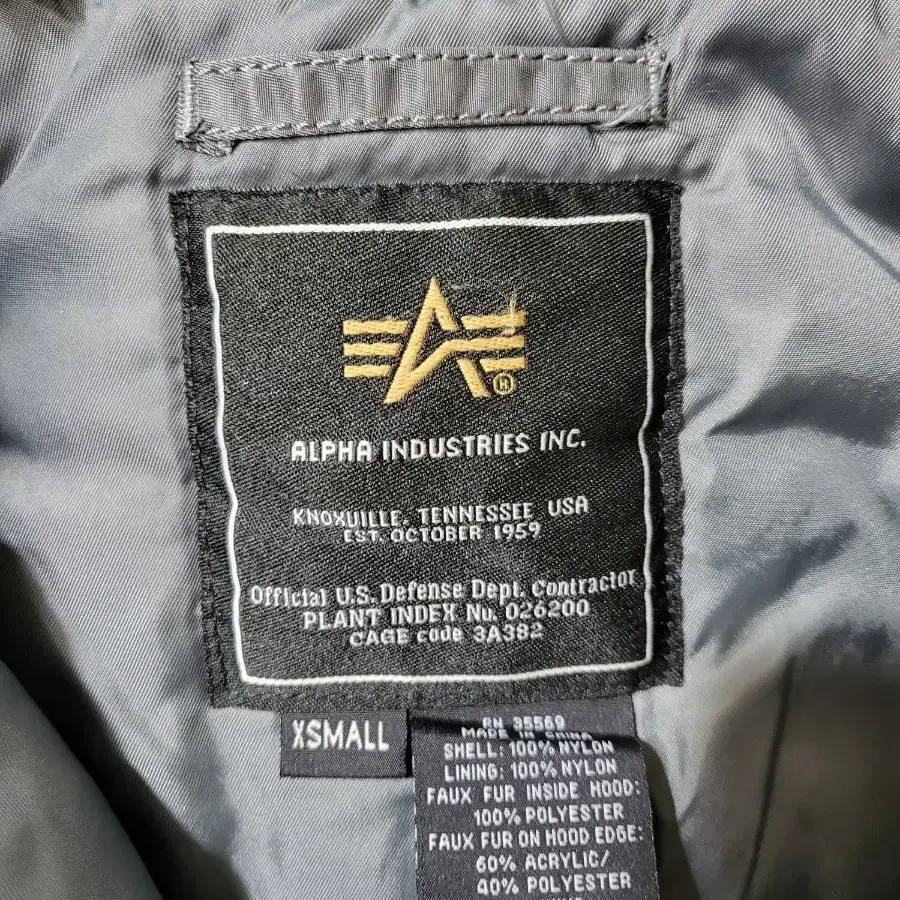 ALPHA INDUSTRIES INC.
KNOXVILLE, TENNESSEE USA
EST. OCTOBER 1959
Official U.S. Defense Dept. Contractor
PLANT INDEX No. 026200
CAGE code 3A382
XSMALL
RN 35569
MADE IN CHINA
SHELL: 100% NYLON
LINING: 100% NYLON
FAUX FUR INSIDE HOOD:
100% POLYESTER
FAUX FUR ON HOOD EDGE:
60% ACRYLIC/
40% POLYESTER